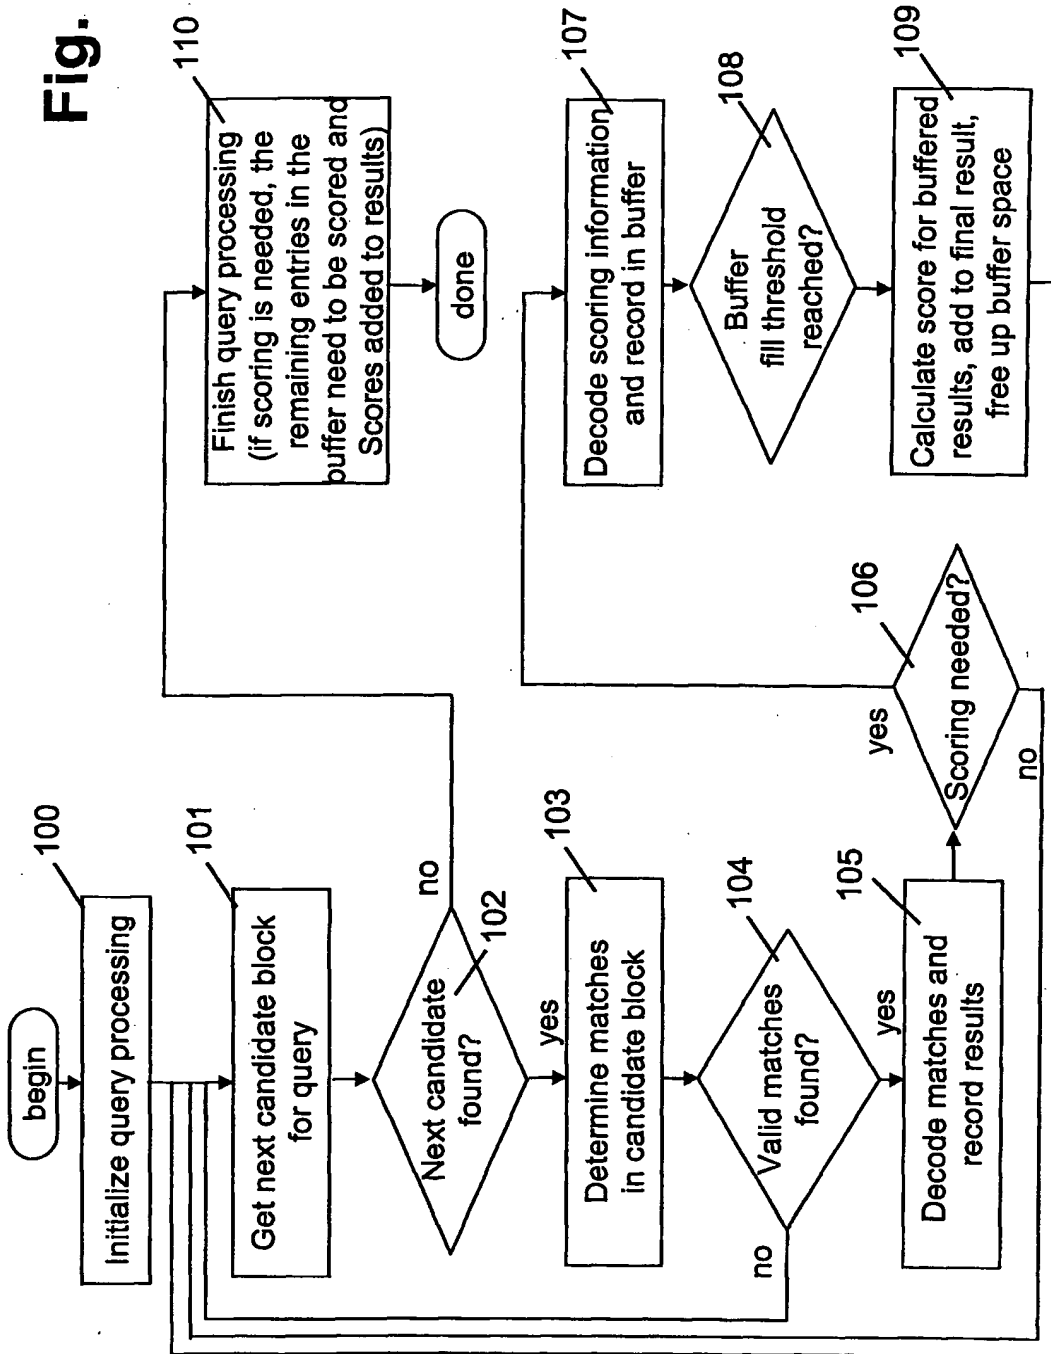 Fig.
begin
100
Initialize query processing
101
Get next candidate block
for query
102
Next candidate
found?
no
yes
103
Determine matches
in candidate block
104
Valid matches
found?
no
yes
105
Decode matches and
record results
106
Scoring needed?
yes
no
107
Decode scoring information
and record in buffer
108
Buffer
fill threshold
reached?
109
Calculate score for buffered
results, add to final result,
free up buffer space
110
Finish query processing
(if scoring is needed, the
remaining entries in the
buffer need to be scored and
Scores added to results)
done